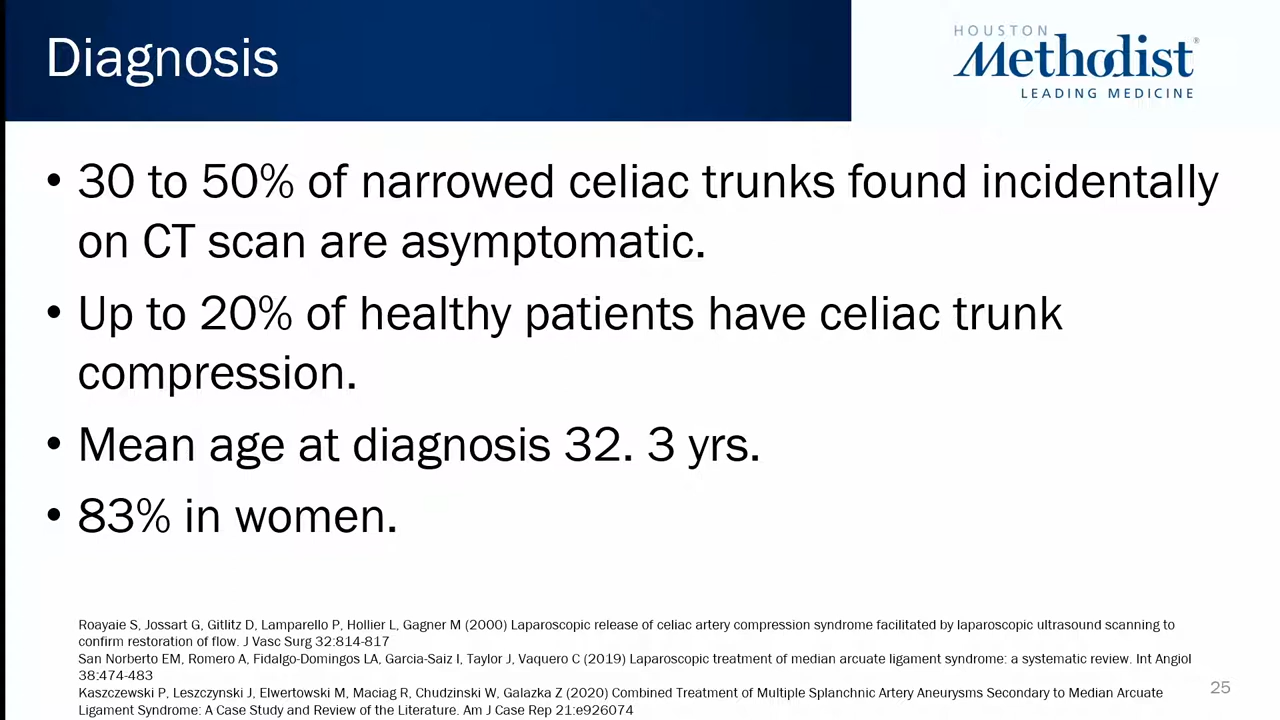 Diagnosis
HOUSTON
Methodist®
LEADING MEDICINE
• 30 to 50% of narrowed celiac trunks found incidentally
on CT scan are asymptomatic.
• Up to 20% of healthy patients have celiac trunk
compression.
• Mean age at diagnosis 32. 3 yrs.
• 83% in women.
Roayaie S, Jossart G, Gitlitz D, Lamparello P, Hollier L, Gagner M (2000) Laparoscopic release of celiac artery compression syndrome facilitated by laparoscopic ultrasound scanning to
confirm restoration of flow. J Vasc Surg 32:814-817
San Norberto EM, Romero A, Fidalgo-Domingos LA, Garcia-Saiz I, Taylor J, Vaquero C (2019) Laparoscopic treatment of median arcuate ligament syndrome: a systematic review. Int Angiol
38:474-483
Kaszczewski P, Leszczynski J, Elwertowski M, Maciag R, Chudzinski W, Galazka Z (2020) Combined Treatment of Multiple Splanchnic Artery Aneurysms Secondary to Median Arcuate
Ligament Syndrome: A Case Study and Review of the Literature. Am J Case Rep 21:e926074
25